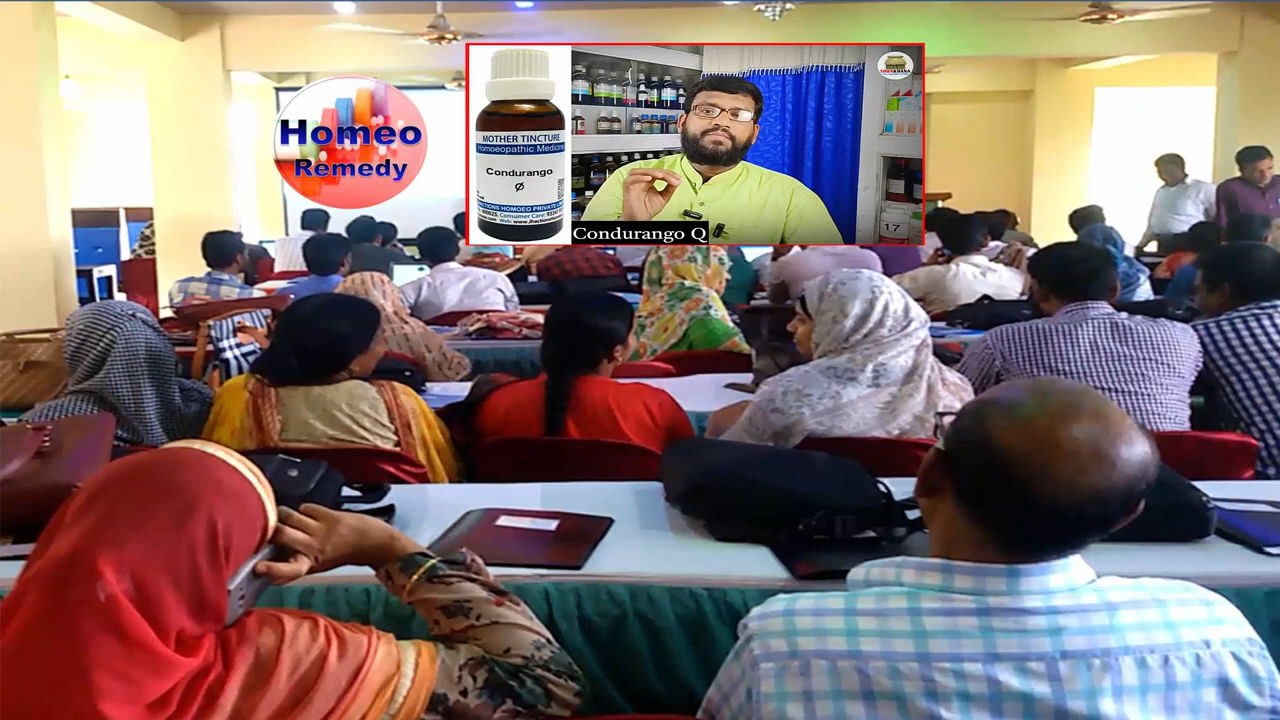 Homeo
Remedy
MOTHER TINCTURE
Homoeopathic Medicine
Condurango
Ø
Condurango Q
17